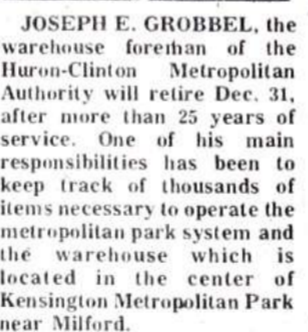 JOSEPH E. GROBBEL, the
warehouse foreman of the
Huron-Clinton Metropolitan
Authority will retire Dec. 31,
after more than 25 years of
service. One of his main
responsibilities has been to
keep track of thousands of
items necessary to operate the
metropolitan park system and
the warehouse which is
located in the center of
Kensington Metropolitan Park
near Milford.